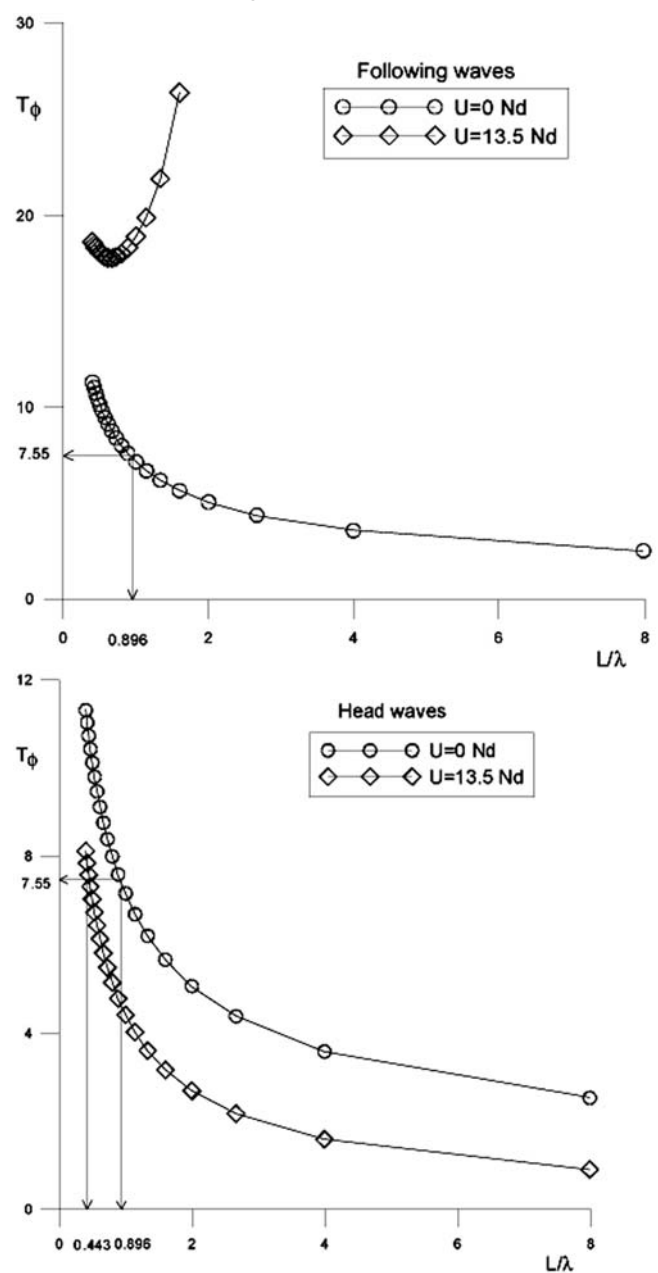 30
Following waves
Tϕ
U=0 Nd
U=13.5 Nd
20
10
7.55
0
0 0.896 2 4 6 8
L/λ
12
Head waves
Tϕ
U=0 Nd
U=13.5 Nd
8
7.55
4
0
0 0.443 0.896 2 4 6 8
L/λ